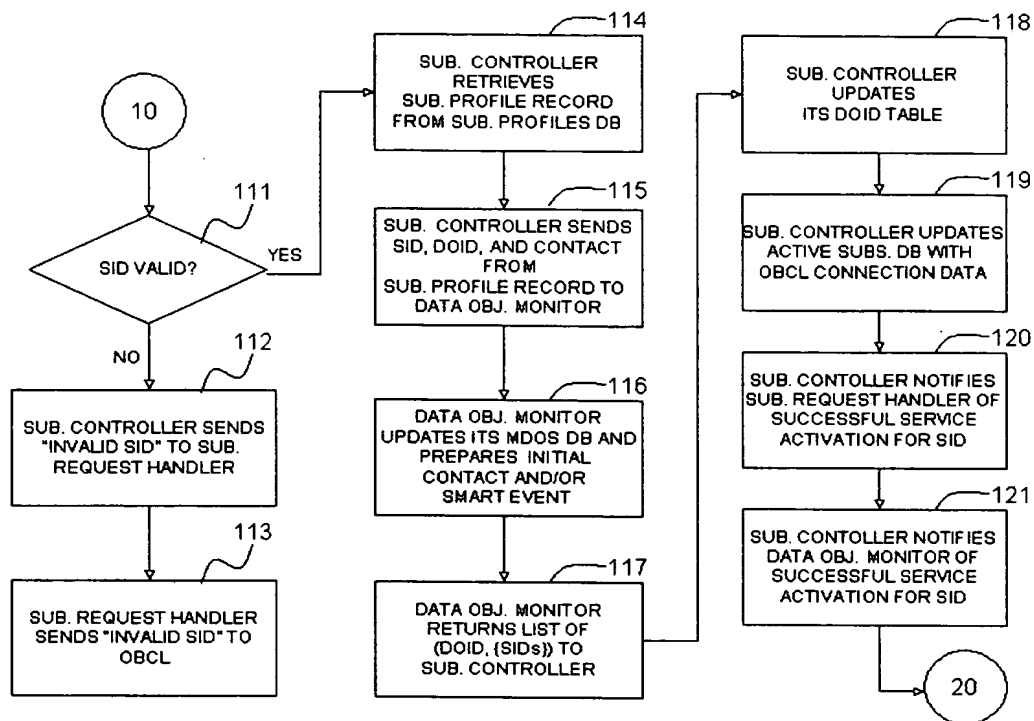 10
111
SID VALID?
YES
NO
112
SUB. CONTROLLER SENDS
"INVALID SID" TO SUB.
REQUEST HANDLER
113
SUB. REQUEST HANDLER
SENDS "INVALID SID" TO
OBCL
114
SUB. CONTROLLER
RETRIEVES
SUB. PROFILE RECORD
FROM SUB. PROFILES DB
115
SUB. CONTROLLER SENDS
SID, DOID, AND CONTACT
FROM
SUB. PROFILE RECORD TO
DATA OBJ. MONITOR
116
DATA OBJ. MONITOR
UPDATES ITS MDOS DB AND
PREPARES INITIAL
CONTACT AND/OR
SMART EVENT
117
DATA OBJ. MONITOR
RETURNS LIST OF
(DOID, {SIDs}) TO
SUB. CONTROLLER
118
SUB. CONTROLLER
UPDATES
ITS DOID TABLE
119
SUB. CONTROLLER UPDATES
ACTIVE SUBS. DB WITH
OBCL CONNECTION DATA
120
SUB. CONTOLLER NOTIFIES
SUB. REQUEST HANDLER OF
SUCCESSFUL SERVICE
ACTIVATION FOR SID
121
SUB. CONTOLLER NOTIFIES
DATA OBJ. MONITOR OF
SUCCESSFUL SERVICE
ACTIVATION FOR SID
20